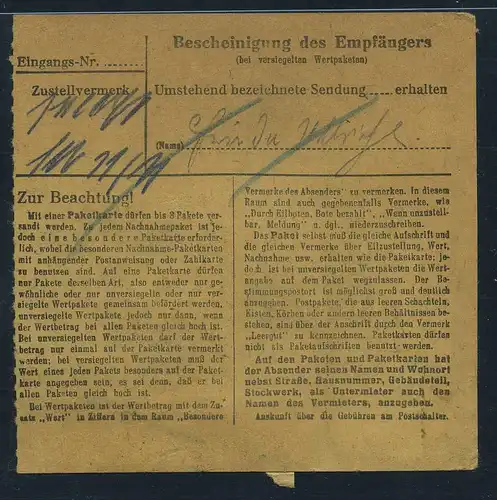 Bescheinigung des Empfängers
(bei versiegelten Wertpaketen)
Eingangs-Nr. ........
Zustellvermerk
Umstehend bezeichnete Sendung ........ erhalten
(Name)
Zur Beachtung!
Mit einer Paketkarte dürfen bis 3 Pakete ver-
sandt werden. Zu jedem Nachnahmepaket ist je-
doch eine besondere Paketkarte erforder-
lich, wobei die besonderen Nachnahme-Paketkarten
mit anhängender Postanweisung oder Zahlkarte
zu benutzen sind. Auf eine Paketkarte dürfen
nur Pakete derselben Art, also entweder nur ge-
wöhnliche oder nur unversiegelte oder nur ver-
siegelte Wertpakete gemeinsam befördert werden,
unversiegelte Wertpakete jedoch nur dann, wenn
der Wertbetrag bei allen Paketen gleich hoch ist.
Bei unversiegelten Wertpaketen darf der Wert-
betrag nur einmal auf der Paketkarte vermerkt
werden; bei versiegelten Wertpaketen muß der
Wert eines jeden Pakets besonders auf der Paket-
karte angegeben sein, es sei denn, daß er bei
allen Paketen gleich hoch ist.
Bei Wertpaketen ist der Wertbetrag mit dem Zu-
satz „Wert" in Ziffern in dem Raum „Besondere
Vermerke des Absenders" zu vermerken. In diesem
Raum sind auch gegebenenfalls Vermerke, wie
„Durch Eilboten, Bote bezahlt", „Wenn unzustell-
bar, Meldung" n. dgl., niederzuschreiben.
Das Paket selbst muß die gleiche Aufschrift und
die gleichen Vermerke über Eilzustellung, Wert,
Nachnahme usw. erhalten wie die Paketkarte; je-
doch ist bei unversiegelten Wertpaketen die Wert-
angabe auf dem Paket wegzulassen. Der Be-
stimmungspostort ist möglichst groß und deutlich
abzugeben. Postpakete, die aus leeren Schachteln,
Kisten, Körben oder andern leeren Behältnissen be-
stehen, sind über der Anschrift durch den Vermerk
„Leergut" zu kennzeichnen. Paketkarten dürfen
nicht als Paketaufschriften benutzt werden.
Auf den Paketen und Paketkarten hat
der Absender seinen Namen und Wohnort
nebst Straße, Hausnummer, Gebäudeteil,
Stockwerk, als Untermieter auch den
Namen des Vermieters, anzugeben.
Auskunft über die Gebühren am Postschalter.